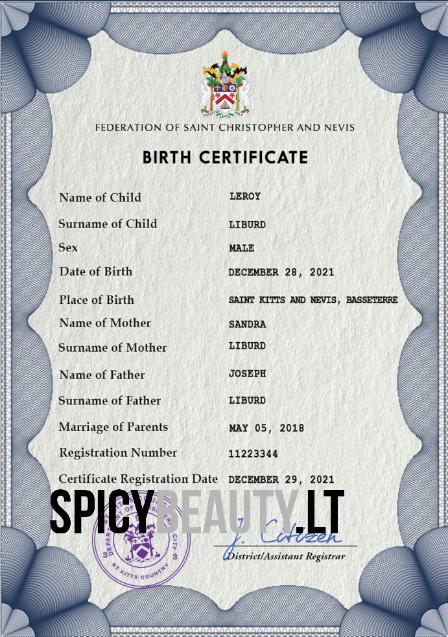 FEDERATION OF SAINT CHRISTOPHER AND NEVIS
BIRTH CERTIFICATE
Name of Child LEROY
Surname of Child LIBURD
Sex MALE
Date of Birth DECEMBER 28, 2021
Place of Birth SAINT KITTS AND NEVIS, BASSETERRE
Name of Mother SANDRA
Surname of Mother LIBURD
Name of Father JOSEPH
Surname of Father LIBURD
Marriage of Parents MAY 05, 2018
Registration Number 11223344
Certificate Registration Date DECEMBER 29, 2021
SPICYBEAUTY.LT
J. Citizen
District/Assistant Registrar
ST KITTS COUNTRY